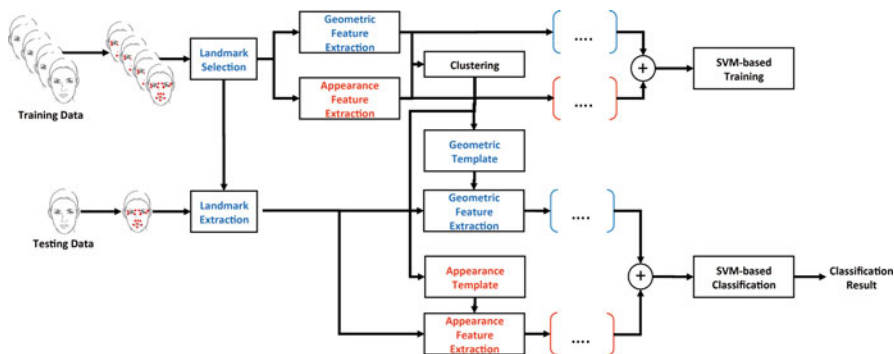 Training Data
Landmark
Selection
Geometric
Feature
Extraction
Appearance
Feature
Extraction
Clustering
....
....
+
SVM-based
Training
Geometric
Template
Testing Data
Landmark
Extraction
Geometric
Feature
Extraction
....
Appearance
Template
Appearance
Feature
Extraction
....
+
SVM-based
Classification
Classification
Result